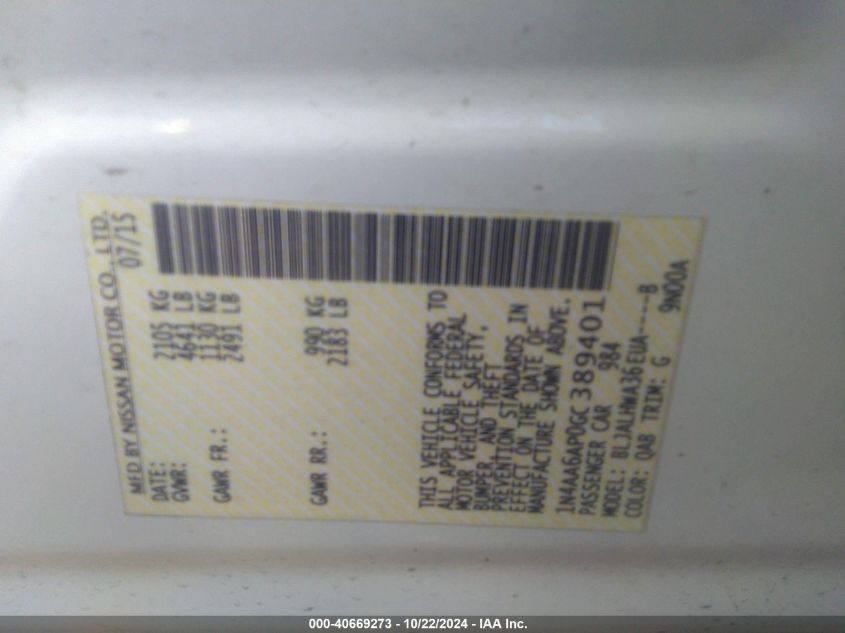 MFD BY NISSAN MOTOR CO., LTD.
DATE: 07/15
GVWR: 2105 KG
4641 LB
GAWR FR.: 1130 KG
2491 LB
GAWR RR.: 990 KG
2183 LB
THIS VEHICLE CONFORMS TO
ALL APPLICABLE FEDERAL
MOTOR VEHICLE SAFETY,
BUMPER, AND THEFT
PREVENTION STANDARDS IN
EFFECT ON THE DATE OF
MANUFACTURE SHOWN ABOVE.
1N4AA6AP0GC389401
PASSENGER CAR 984
MODEL: BLJALHWA36EUA-----B
COLOR: QAB TRIM: G 9N00A
000-40669273 - 10/22/2024 - IAA Inc.